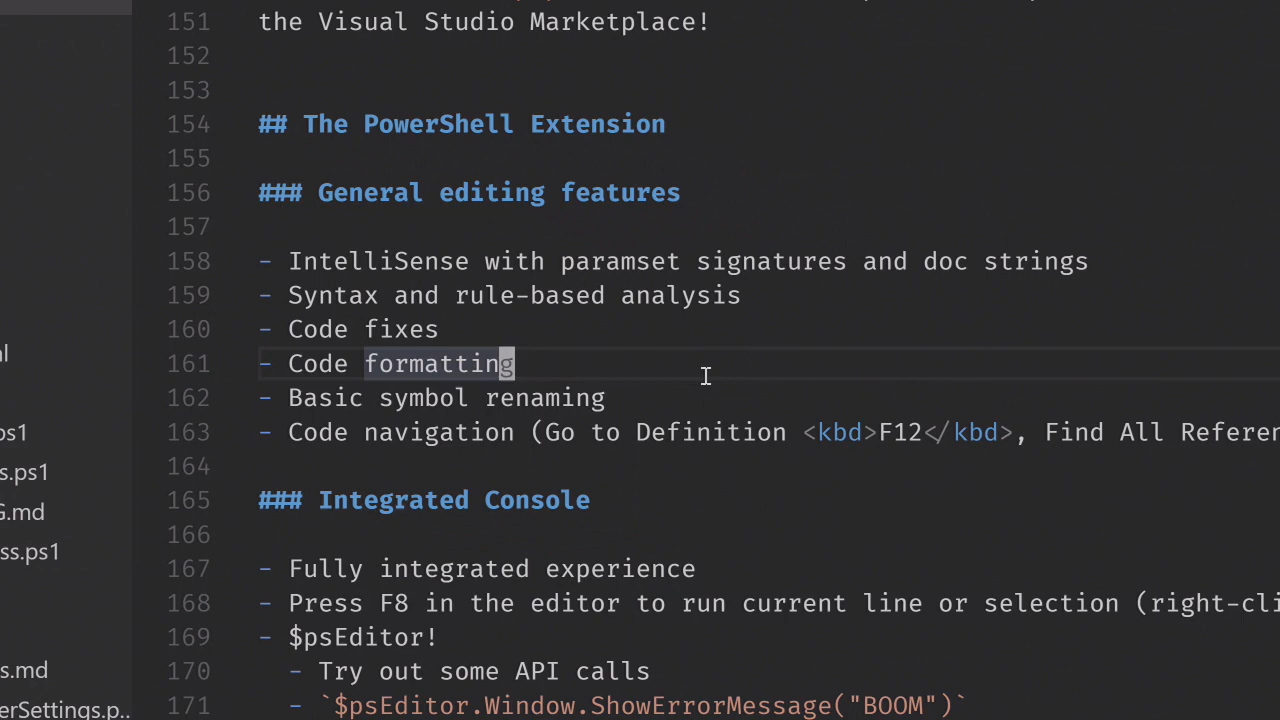 151 the Visual Studio Marketplace!
152
153
154 ## The PowerShell Extension
155
156 ### General editing features
157
158 - IntelliSense with paramset signatures and doc strings
159 - Syntax and rule-based analysis
160 - Code fixes
161 - Code formatting
162 - Basic symbol renaming
163 - Code navigation (Go to Definition <kbd>F12</kbd>, Find All Referen
164
165 ### Integrated Console
166
167 - Fully integrated experience
168 - Press F8 in the editor to run current line or selection (right-cli
169 - $psEditor!
170 - Try out some API calls
171 - `$psEditor.Window.ShowErrorMessage("BOOM")`
l
os1
s.ps1
G.md
ss.ps1
s.md
erSettings.p..